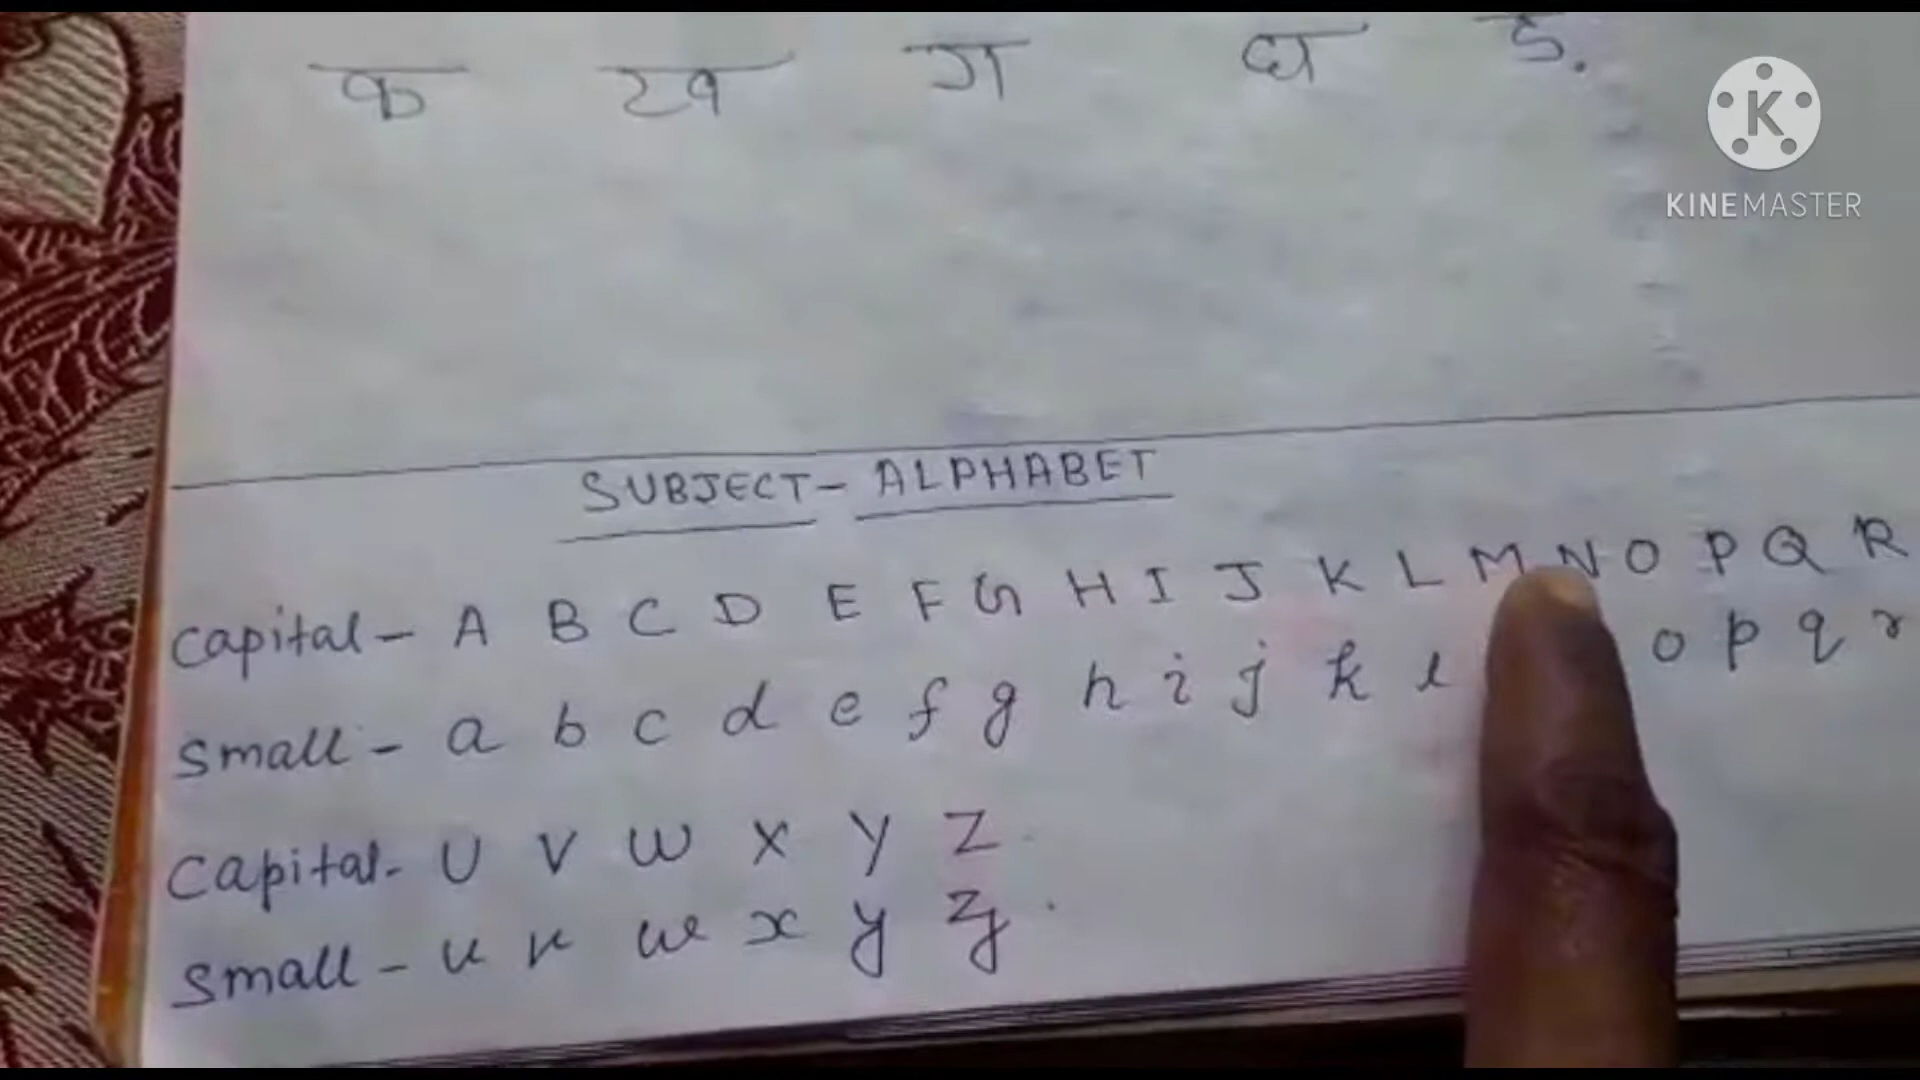 क ख ग घ ङ
K
KINEMASTER
SUBJECT- ALPHABET
Capital- A B C D E F G H I J K L M N O P Q R
Small- a b c d e f g h i j k l o p q r
Capital- U V W X Y Z
Small- u v w x y z.